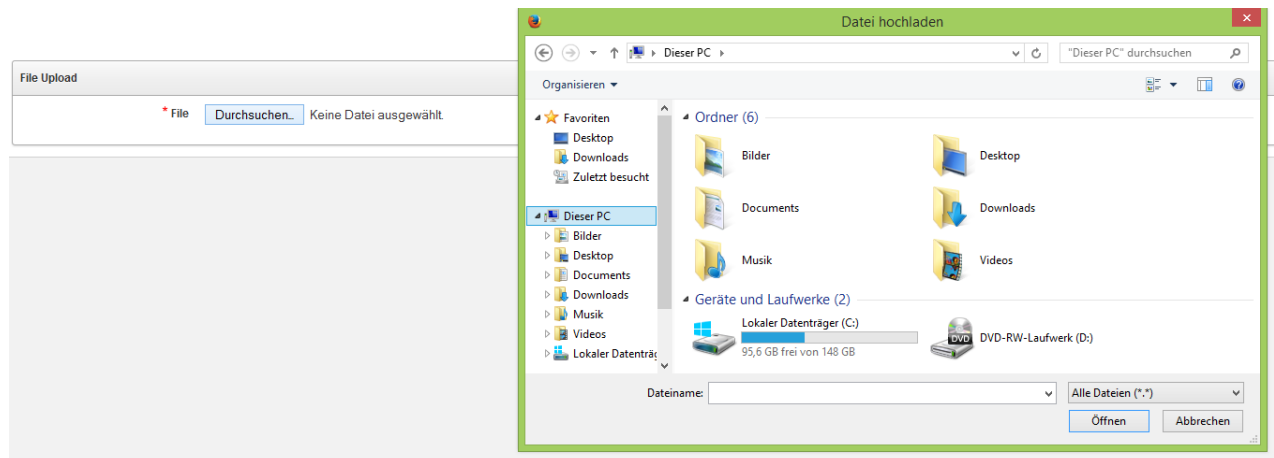 File Upload
* File Durchsuchen... Keine Datei ausgewählt.
Datei hochladen
Dieser PC
"Dieser PC" durchsuchen
Organisieren
Favoriten
Desktop
Downloads
Zuletzt besucht
Dieser PC
Bilder
Desktop
Documents
Downloads
Musik
Videos
Lokaler Datenträg
Ordner (6)
Bilder
Desktop
Documents
Downloads
Musik
Videos
Geräte und Laufwerke (2)
Lokaler Datenträger (C:)
95,6 GB frei von 148 GB
DVD
DVD-RW-Laufwerk (D:)
Dateiname:
Alle Dateien (*.*)
Öffnen
Abbrechen